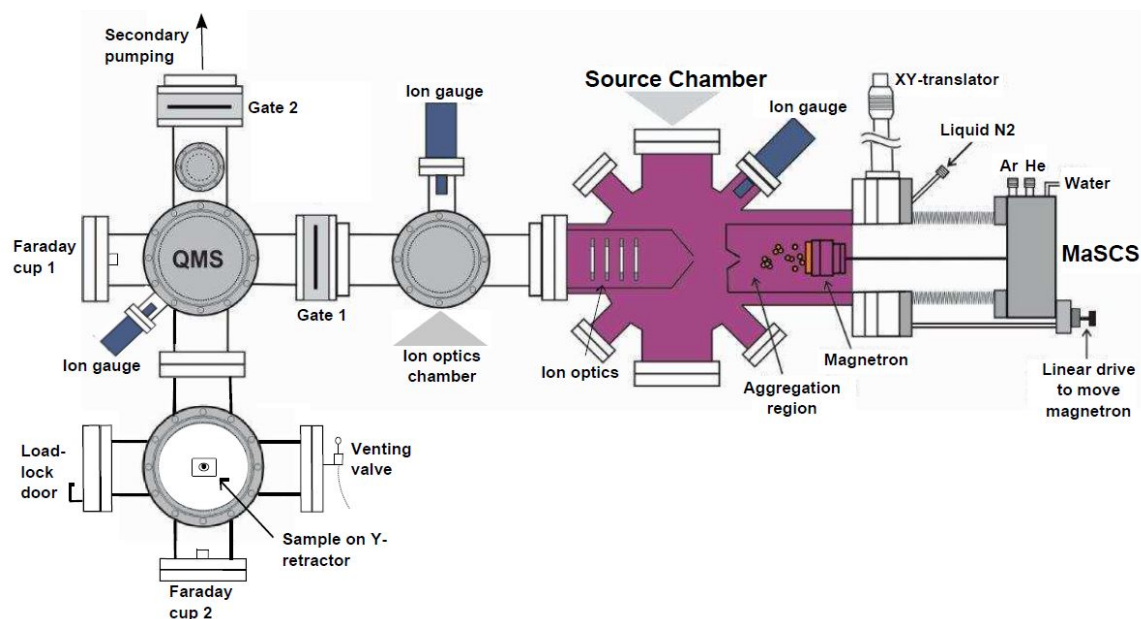 Secondary
pumping
Gate 2
Ion gauge
Source Chamber
Ion gauge
XY-translator
Liquid N2
Ar He
Water
Faraday
cup 1
QMS
Gate 1
MaSCS
Ion gauge
Ion optics
chamber
Ion optics
Aggregation
region
Magnetron
Linear drive
to move
magnetron
Load-
lock
door
Venting
valve
Sample on Y-
retractor
Faraday
cup 2